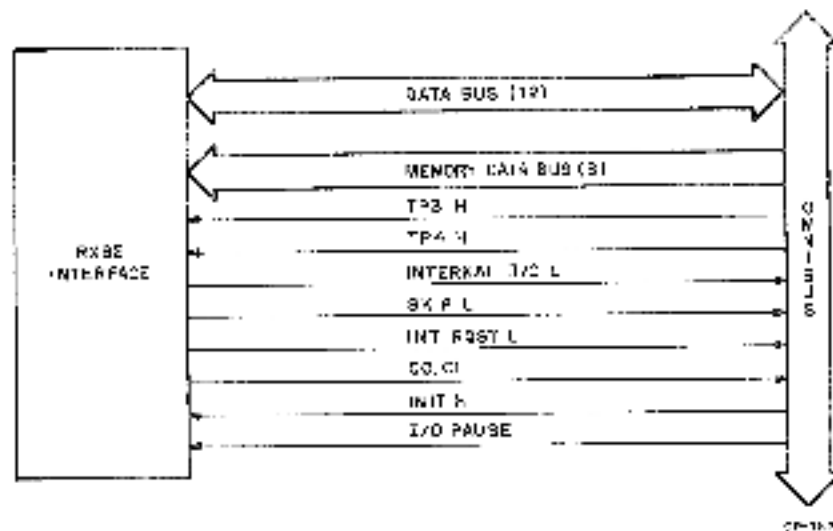 DATA BUS (12)
MEMORY DATA BUS (8)
TP3 H
TP4 H
RX8E
INTERFACE
INTERNAL I/O L
SKIP L
INT RQST L
C0, C1
INIT H
I/O PAUSE
OMNIBUS